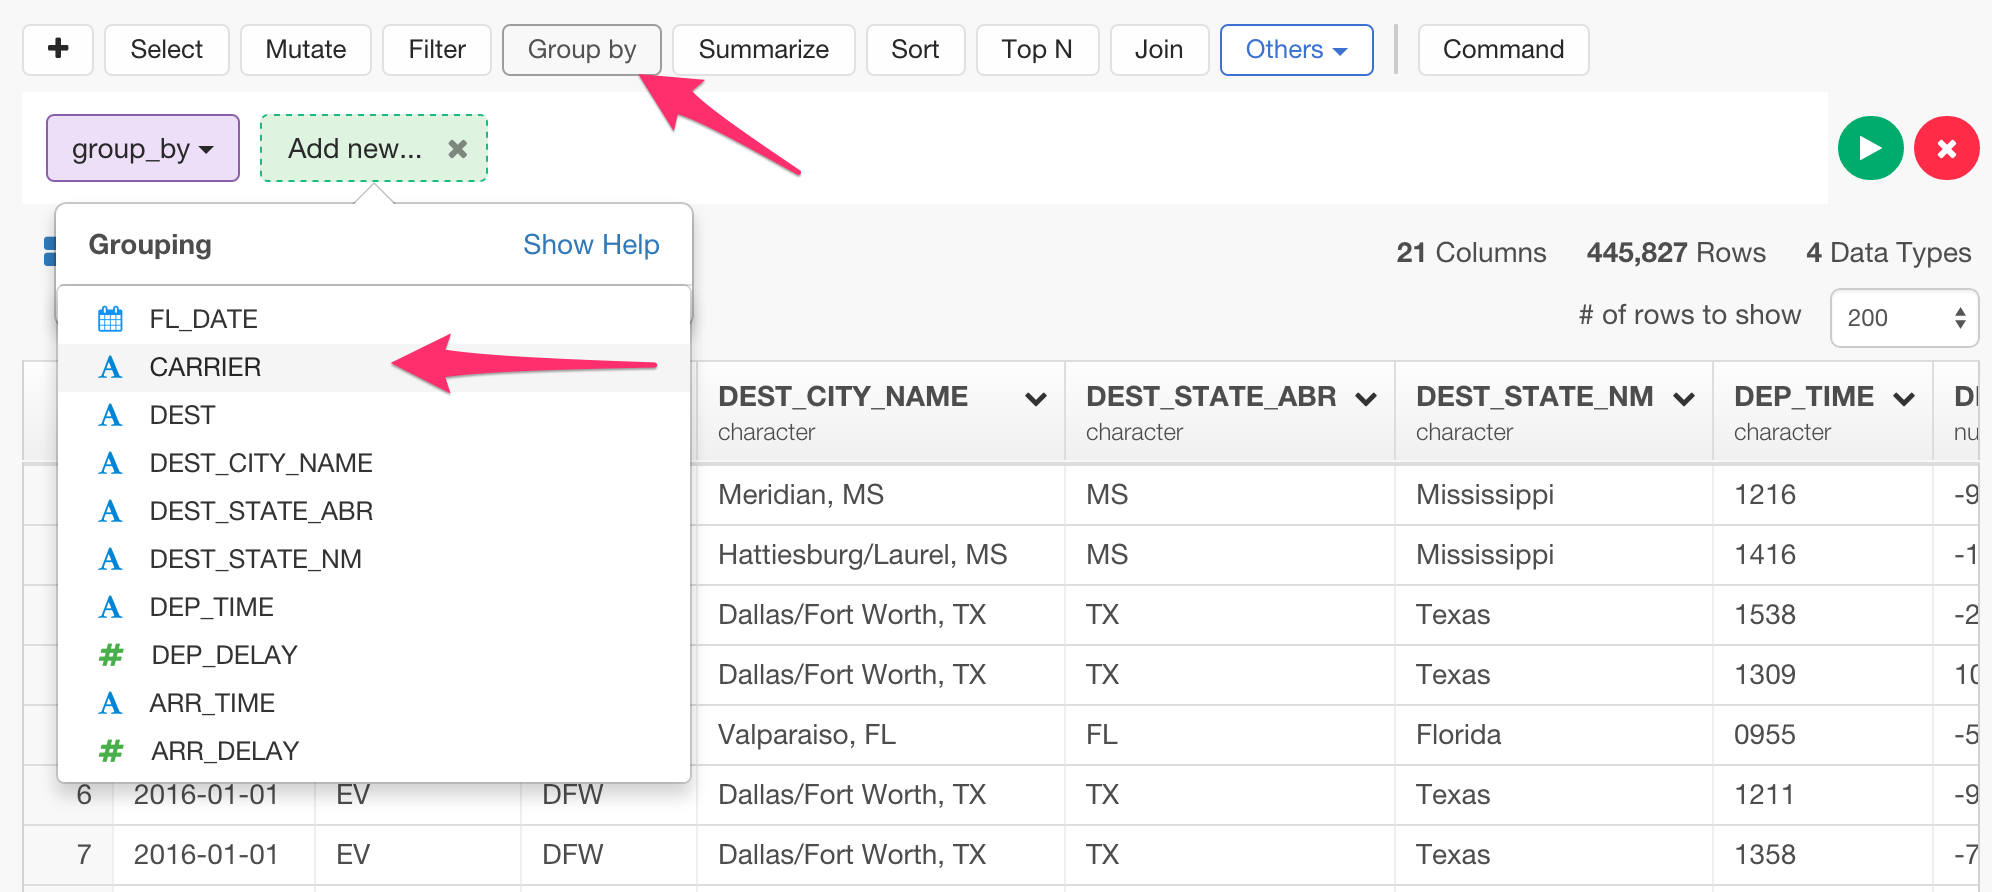 + Select Mutate Filter Group by Summarize Sort Top N Join Others Command
group_by Add new...
Grouping Show Help
21 Columns 445,827 Rows 4 Data Types
# of rows to show 200
FL_DATE
CARRIER
DEST
DEST_CITY_NAME
DEST_STATE_ABR
DEST_STATE_NM
DEP_TIME
DEP_DELAY
ARR_TIME
ARR_DELAY
DEST_CITY_NAME DEST_STATE_ABR DEST_STATE_NM DEP_TIME
character character character character
Meridian, MS MS Mississippi 1216 -9
Hattiesburg/Laurel, MS MS Mississippi 1416 -1
Dallas/Fort Worth, TX TX Texas 1538 -2
Dallas/Fort Worth, TX TX Texas 1309 10
Valparaiso, FL FL Florida 0955 -5
6 2016-01-01 EV DFW Dallas/Fort Worth, TX TX Texas 1211 -9
7 2016-01-01 EV DFW Dallas/Fort Worth, TX TX Texas 1358 -7